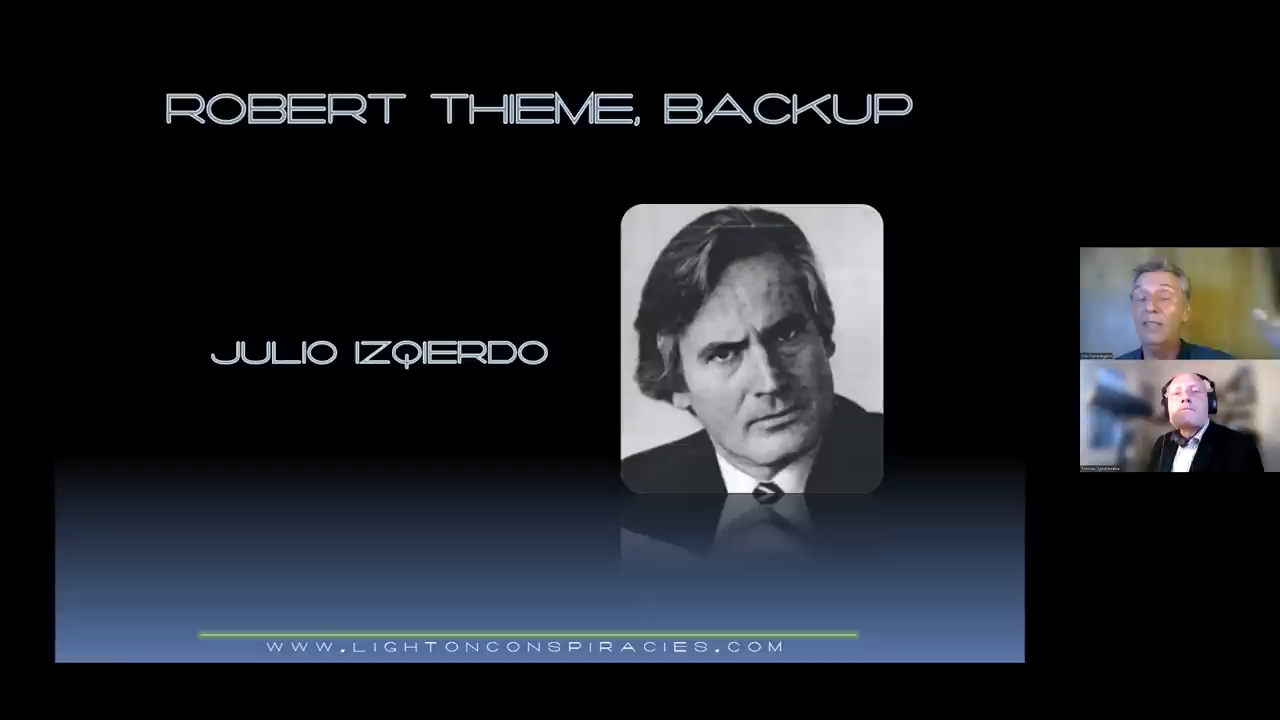 ROBERT THIEME, BACKUP
JULIO IZQIERDO
WWW.LIGHTONCONSPIRACIES.COM